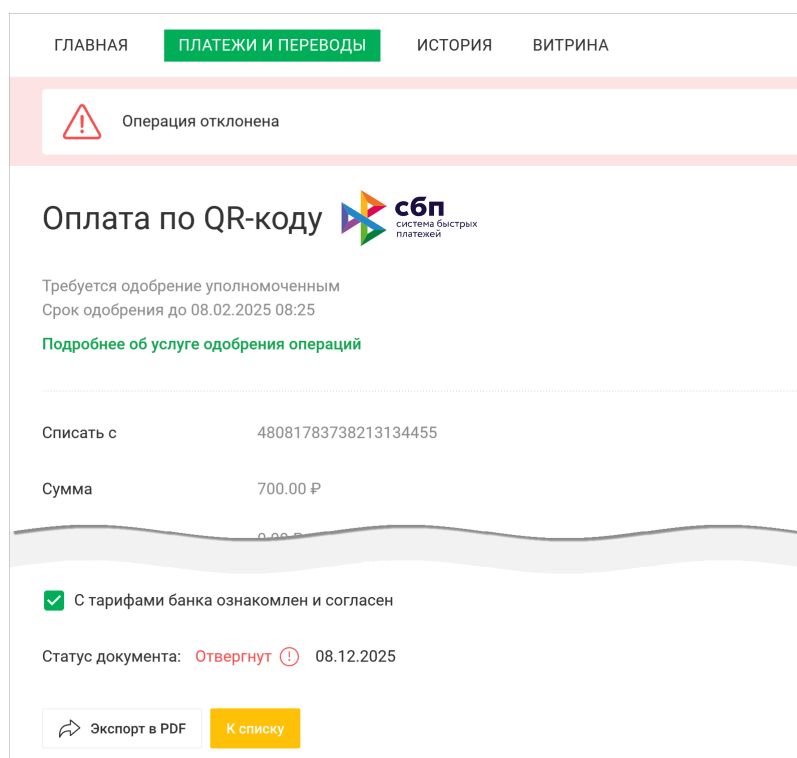 ГЛАВНАЯ ПЛАТЕЖИ И ПЕРЕВОДЫ ИСТОРИЯ ВИТРИНА
Операция отклонена
Оплата по QR-коду сбп
система быстрых
платежей
Требуется одобрение уполномоченным
Срок одобрения до 08.02.2025 08:25
Подробнее об услуге одобрения операций
Списать с 48081783738213134455
Сумма 700.00 ₽
С тарифами банка ознакомлен и согласен
Статус документа: Отвергнут 08.12.2025
Экспорт в PDF К списку